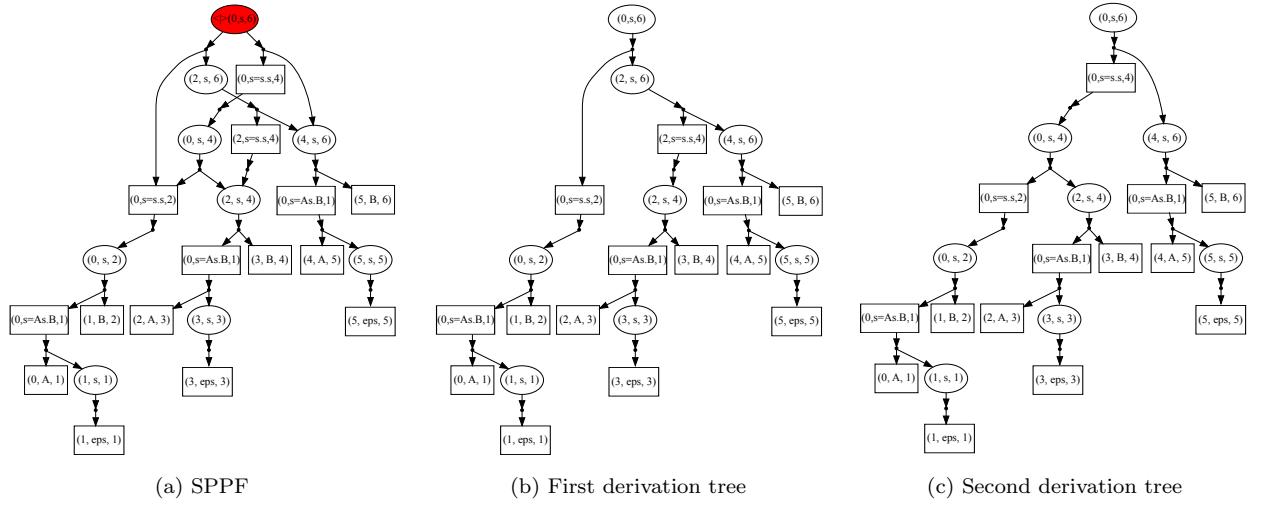 <|>(0,s,6)
(2, s, 6)
(0,s=s.s,4)
(0, s, 4)
(2,s=s.s,4)
(4, s, 6)
(0,s=s.s,2)
(2, s, 4)
(0,s=As.B,1)
(5, B, 6)
(0, s, 2)
(0,s=As.B,1)
(3, B, 4)
(4, A, 5)
(5, s, 5)
(0,s=As.B,1)
(1, B, 2)
(2, A, 3)
(3, s, 3)
(5, eps, 5)
(0, A, 1)
(1, s, 1)
(3, eps, 3)
(1, eps, 1)
(a) SPPF
(0,s,6)
(2, s, 6)
(2,s=s.s,4)
(4, s, 6)
(0,s=s.s,2)
(2, s, 4)
(0,s=As.B,1)
(5, B, 6)
(0, s, 2)
(0,s=As.B,1)
(3, B, 4)
(4, A, 5)
(5, s, 5)
(0,s=As.B,1)
(1, B, 2)
(2, A, 3)
(3, s, 3)
(5, eps, 5)
(0, A, 1)
(1, s, 1)
(3, eps, 3)
(1, eps, 1)
(b) First derivation tree
(0,s,6)
(0,s=s.s,4)
(0, s, 4)
(4, s, 6)
(0,s=s.s,2)
(2, s, 4)
(0,s=As.B,1)
(5, B, 6)
(0, s, 2)
(0,s=As.B,1)
(3, B, 4)
(4, A, 5)
(5, s, 5)
(0,s=As.B,1)
(1, B, 2)
(2, A, 3)
(3, s, 3)
(5, eps, 5)
(0, A, 1)
(1, s, 1)
(3, eps, 3)
(1, eps, 1)
(c) Second derivation tree